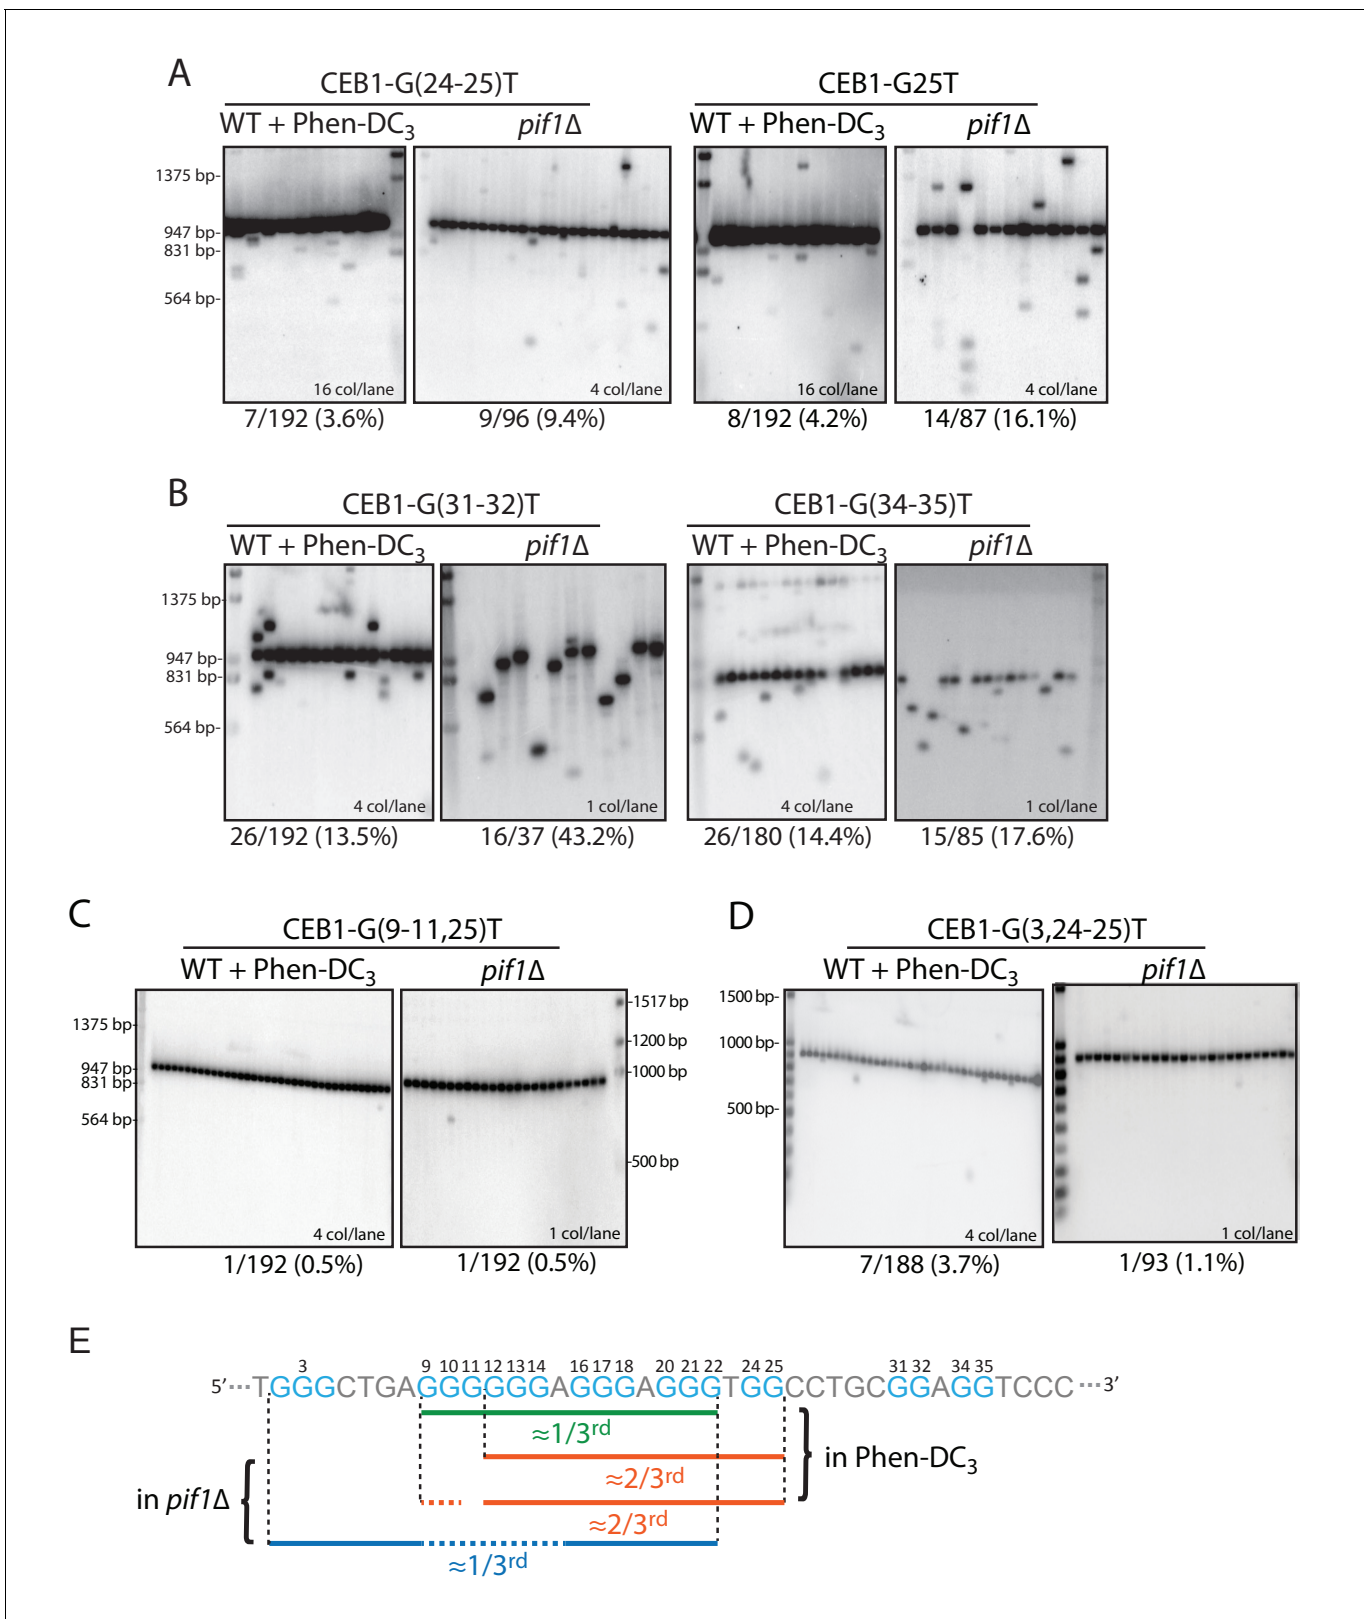 A
CEB1-G(24-25)T
CEB1-G25T
WT + Phen-DC3
pif1Δ
WT + Phen-DC3
pif1Δ
1375 bp-
947 bp-
831 bp-
564 bp-
16 col/lane
4 col/lane
16 col/lane
4 col/lane
7/192 (3.6%)
9/96 (9.4%)
8/192 (4.2%)
14/87 (16.1%)
B
CEB1-G(31-32)T
CEB1-G(34-35)T
WT + Phen-DC3
pif1Δ
WT + Phen-DC3
pif1Δ
1375 bp-
947 bp-
831 bp-
564 bp-
4 col/lane
1 col/lane
4 col/lane
1 col/lane
26/192 (13.5%)
16/37 (43.2%)
26/180 (14.4%)
15/85 (17.6%)
C
CEB1-G(9-11,25)T
WT + Phen-DC3
pif1Δ
1375 bp-
947 bp-
831 bp-
564 bp-
-1517 bp
-1200 bp
-1000 bp
-500 bp
4 col/lane
1 col/lane
1/192 (0.5%)
1/192 (0.5%)
D
CEB1-G(3,24-25)T
WT + Phen-DC3
pif1Δ
1500 bp-
1000 bp-
500 bp-
4 col/lane
1 col/lane
7/188 (3.7%)
1/93 (1.1%)
E
3 9 10 11 12 13 14 16 17 18 20 21 22 24 25 31 32 34 35
5'···TGGGCTGAGGGGGGAGGGAGGGTGGCCTGCGGAGGTCCC···3'
≈1/3rd
≈2/3rd
in Phen-DC3
in pif1Δ
≈2/3rd
≈1/3rd